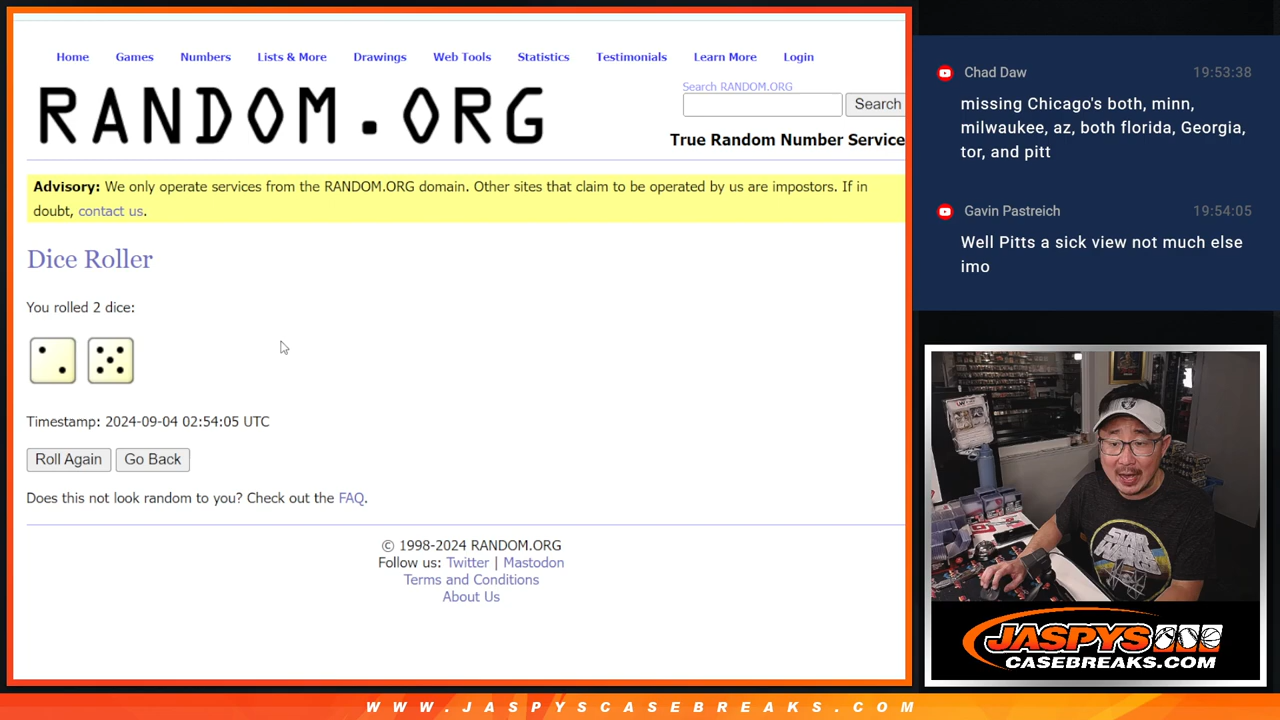 Home Games Numbers Lists & More Drawings Web Tools Statistics Testimonials Learn More Login
RANDOM.ORG
Search RANDOM.ORG
Search
True Random Number Service
Advisory: We only operate services from the RANDOM.ORG domain. Other sites that claim to be operated by us are impostors. If in
doubt, contact us.
Dice Roller
You rolled 2 dice:
Timestamp: 2024-09-04 02:54:05 UTC
Roll Again Go Back
Does this not look random to you? Check out the FAQ.
© 1998-2024 RANDOM.ORG
Follow us: Twitter | Mastodon
Terms and Conditions
About Us
Chad Daw 19:53:38
missing Chicago's both, minn,
milwaukee, az, both florida, Georgia,
tor, and pitt
Gavin Pastreich 19:54:05
Well Pitts a sick view not much else
imo
STAR
WARS
JASPYS
CASEBREAKS.COM
WWW.JASPYSCASEBREAKS.COM